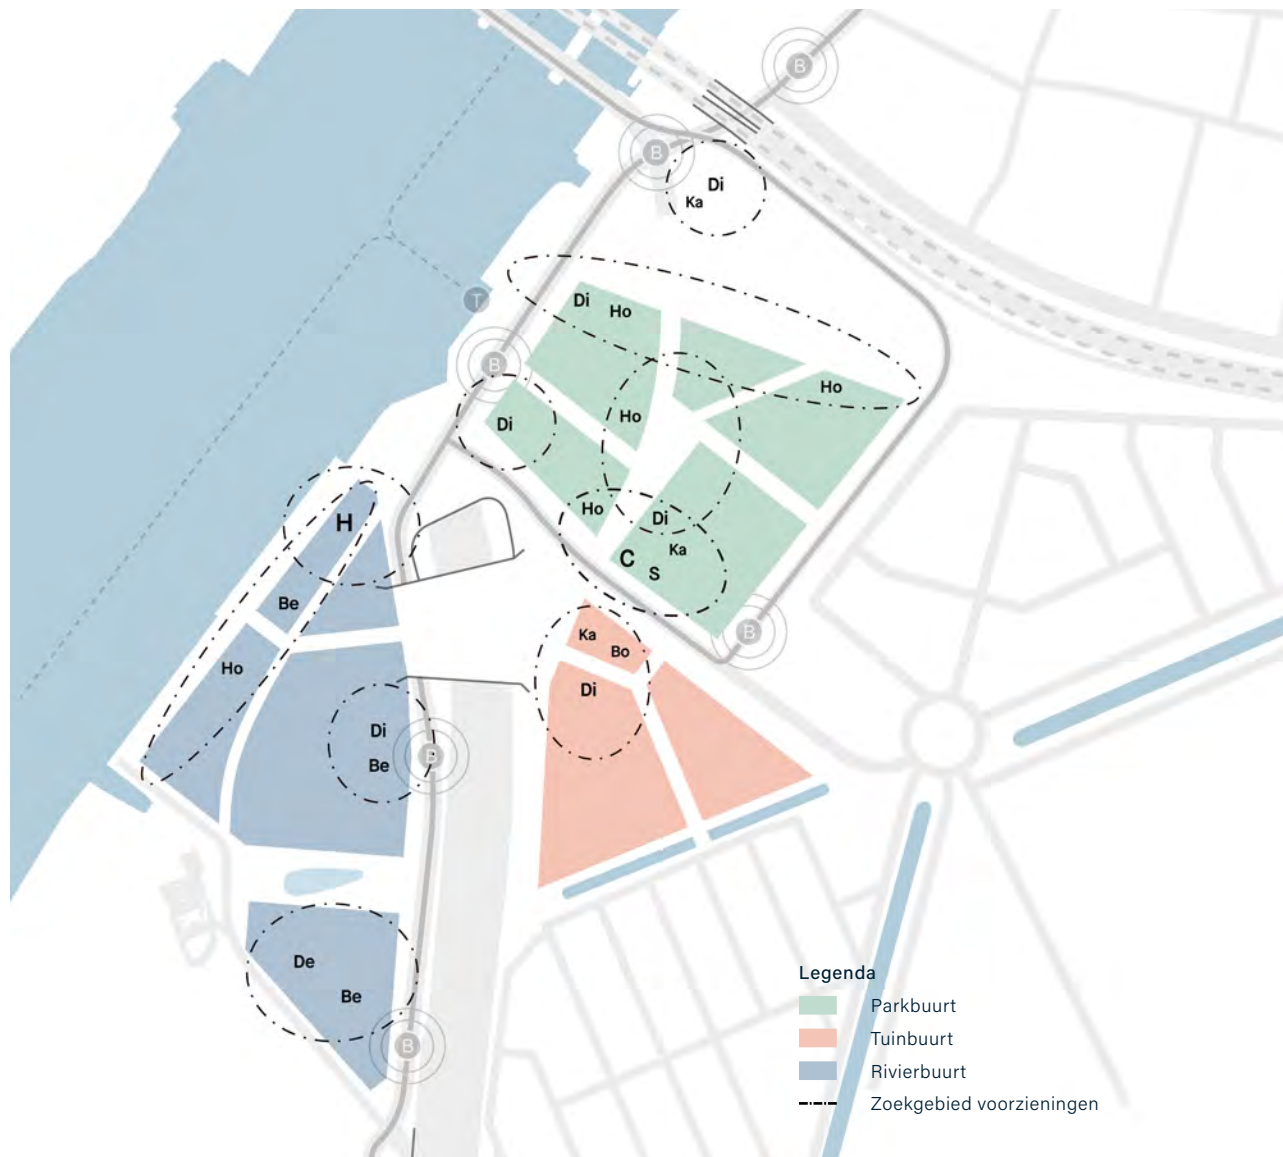 B
B
Di
Ka
T
Di
Ho
B
Ho
Ho
Di
H
Ho
Di
Ka
C
S
Be
B
Ka
Bo
Ho
Di
Di
B
Be
De
Be
B
Legenda
Parkbuurt
Tuinbuurt
Rivierbuurt
Zoekgebied voorzieningen